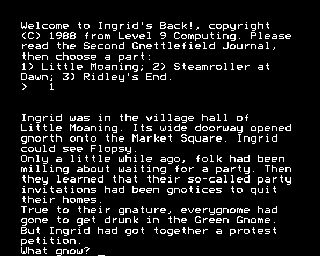 Welcome to Ingrid's Back!, copyright
(C) 1988 from Level 9 Computing. Please
read the Second Gnettlefield Journal,
then choose a part:
1) Little Moaning; 2) Steamroller at
Dawn; 3) Ridley's End.
>  1
Ingrid was in the village hall of
Little Moaning. Its wide doorway opened
gnorth onto the Market Square. Ingrid
could see Flopsy.
Only a little while ago, folk had been
milling about waiting for a party. Then
they learned that their so-called party
invitations had been gnotices to quit
their homes.
True to their gnature, everygnome had
gone to get drunk in the Green Gnome.
But Ingrid had got together a protest
petition.
What gnow? _